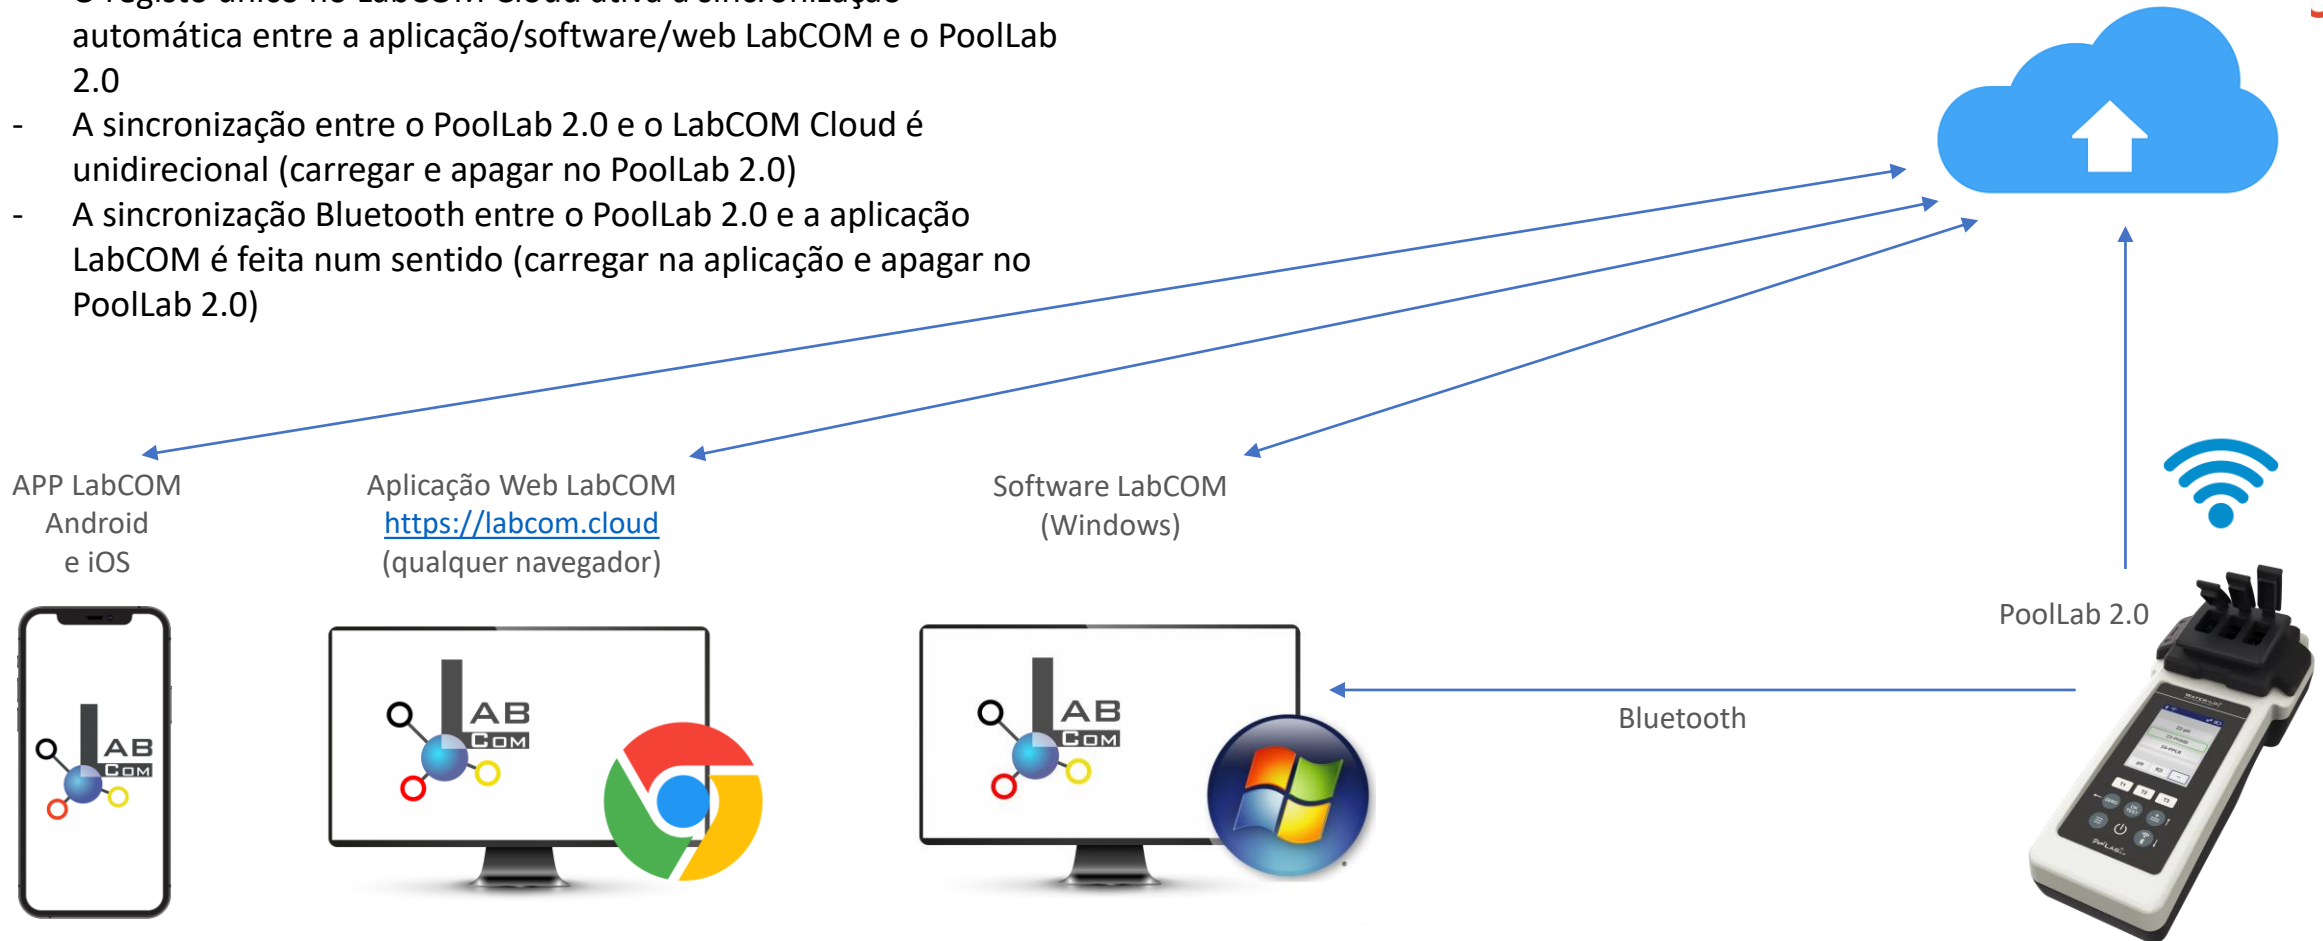 automática entre a aplicação/software/web LabCOM e o PoolLab
2.0
- A sincronização entre o PoolLab 2.0 e o LabCOM Cloud é
unidirecional (carregar e apagar no PoolLab 2.0)
- A sincronização Bluetooth entre o PoolLab 2.0 e a aplicação
LabCOM é feita num sentido (carregar na aplicação e apagar no
PoolLab 2.0)
APP LabCOM
Android
e iOS
Aplicação Web LabCOM
https://labcom.cloud
(qualquer navegador)
Software LabCOM
(Windows)
PoolLab 2.0
Bluetooth
LAB
COM
LAB
COM
LAB
COM